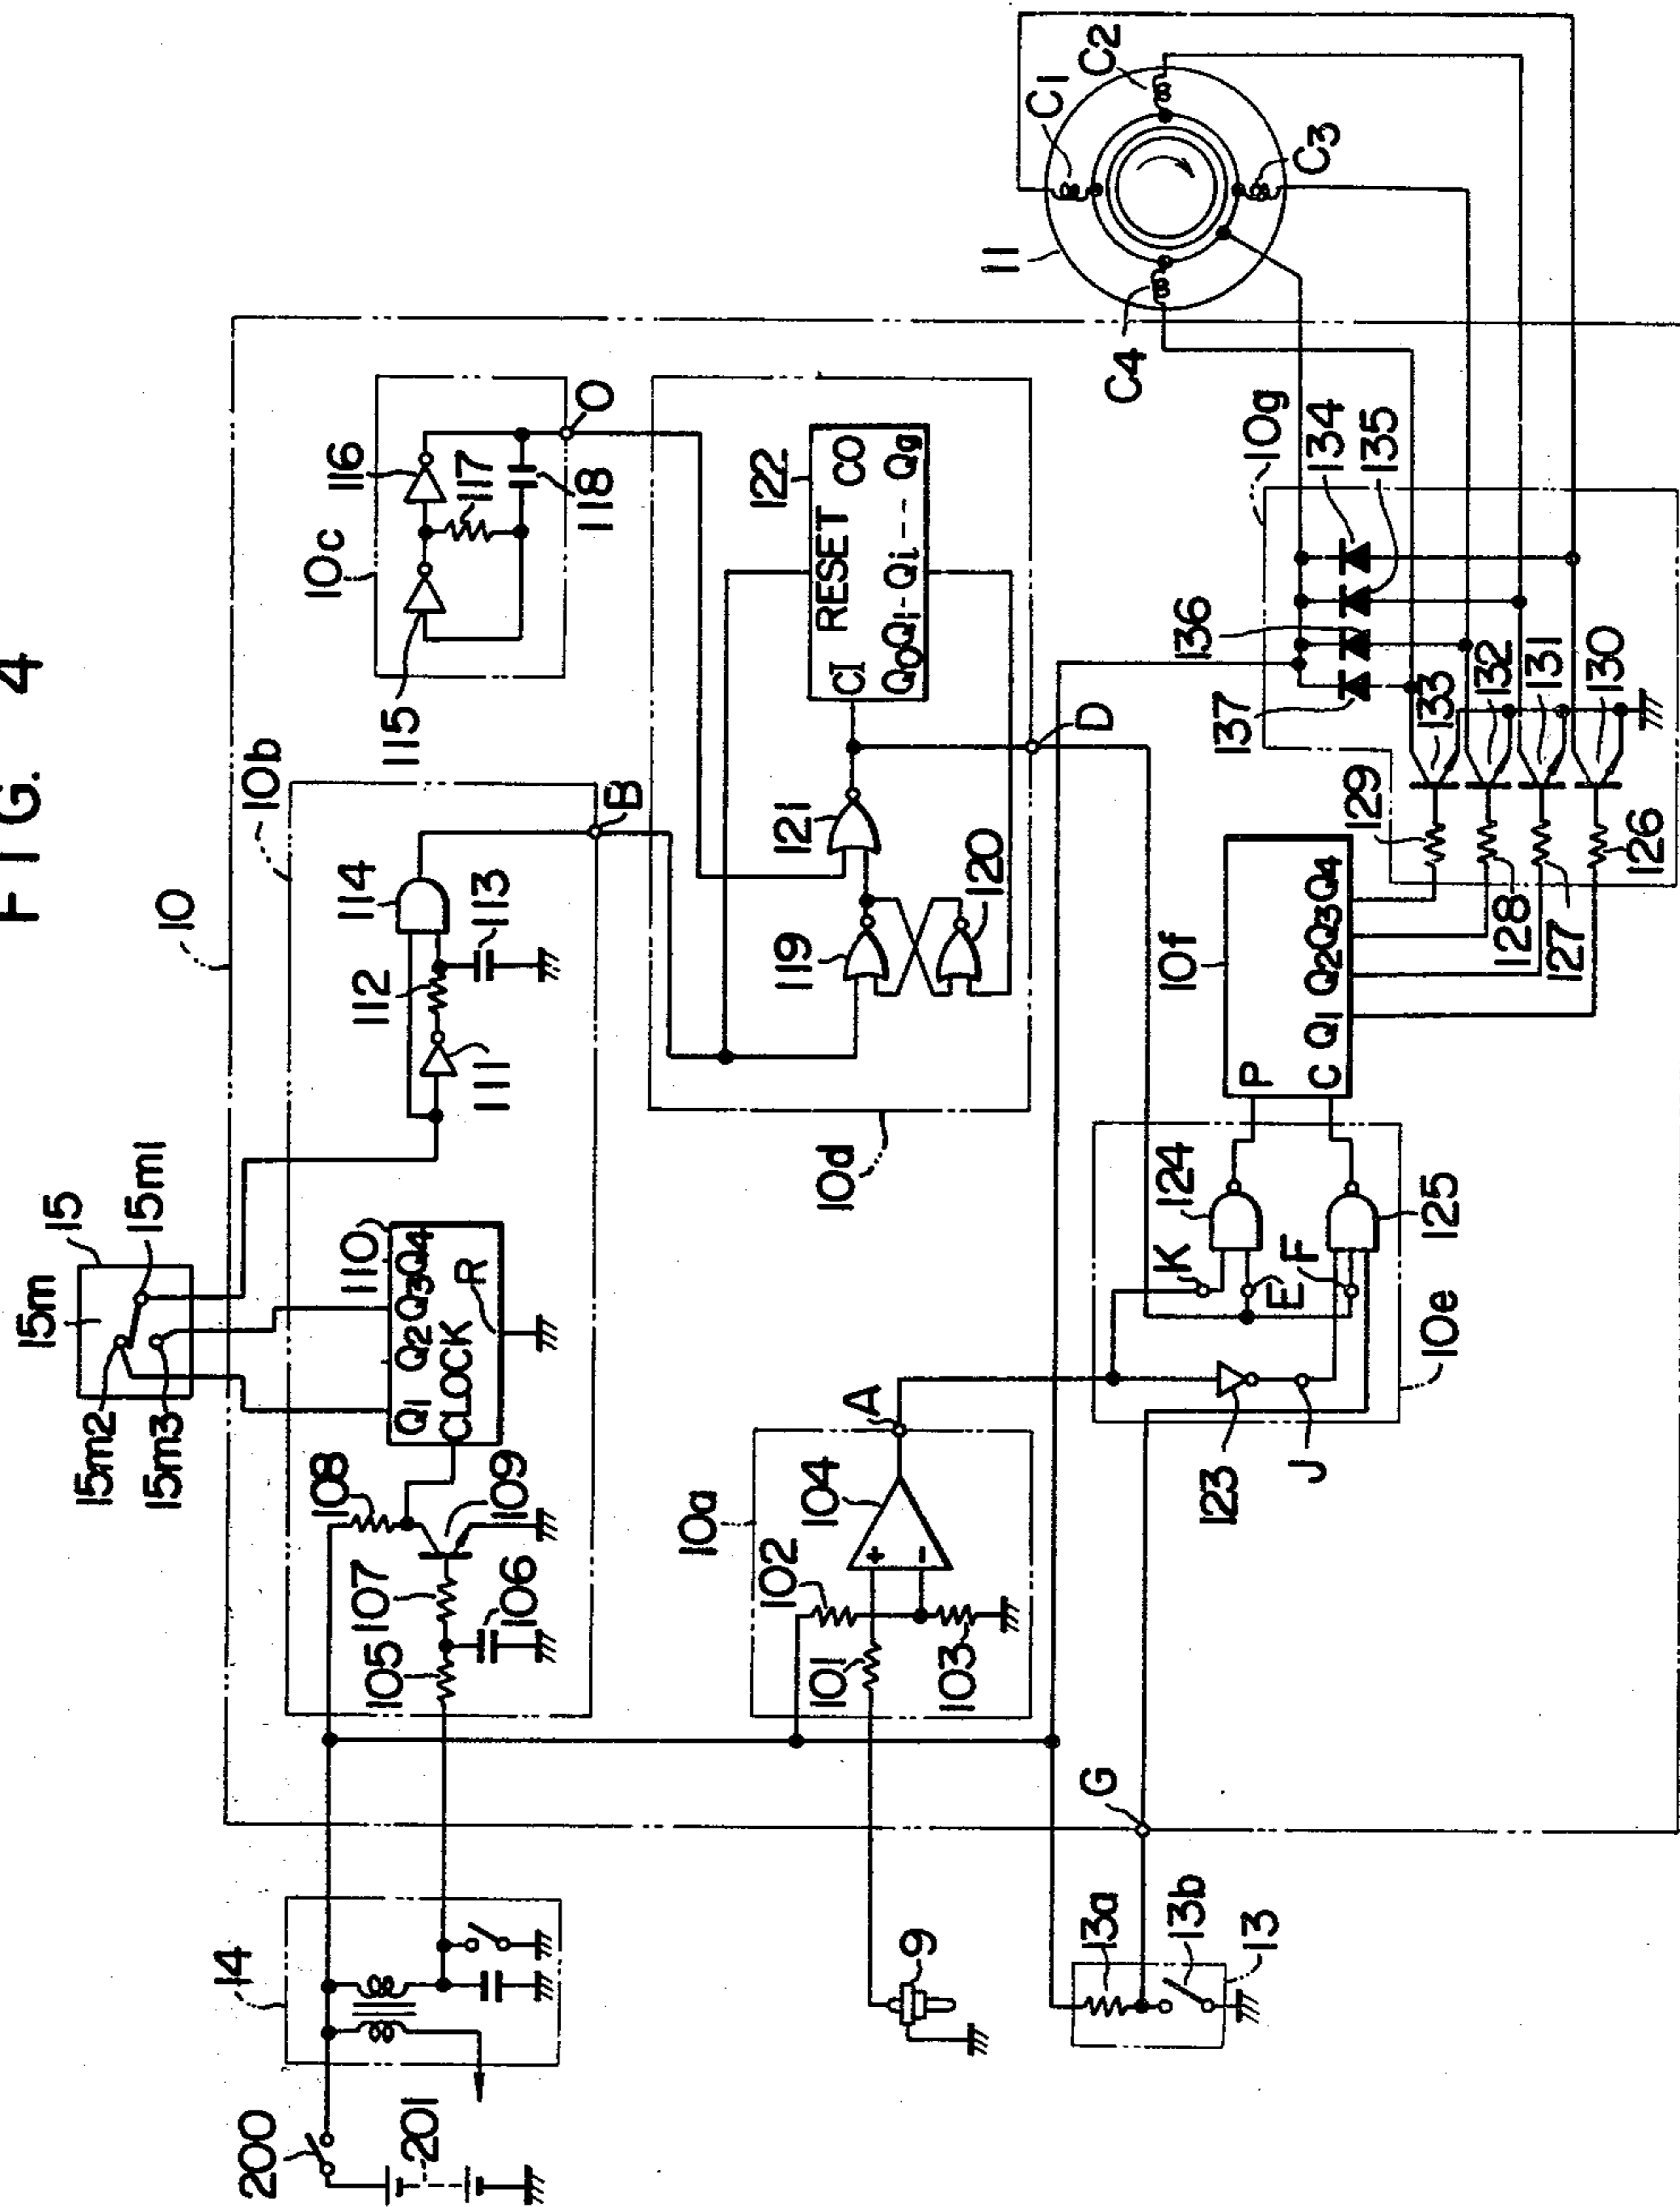 FIG. 4
10
10b
15
15m
15m1
15m2
15m3
110
Q1 Q2 Q3 Q4
CLOCK
R
108
109
107
105
106
111
112
113
114
B
10c
115
116
117
118
O
14
200
201
10a
101
102
103
104
+
-
A
10d
119
120
121
122
CI RESET CO
Q0 Q1 - Qi --- Qg
D
9
G
13
13a
13b
10e
123
J
K
E
F
124
125
10f
P
C Q1 Q2 Q3 Q4
10g
126
127
128
129
130
131
132
133
134
135
136
137
11
C1
C2
C3
C4